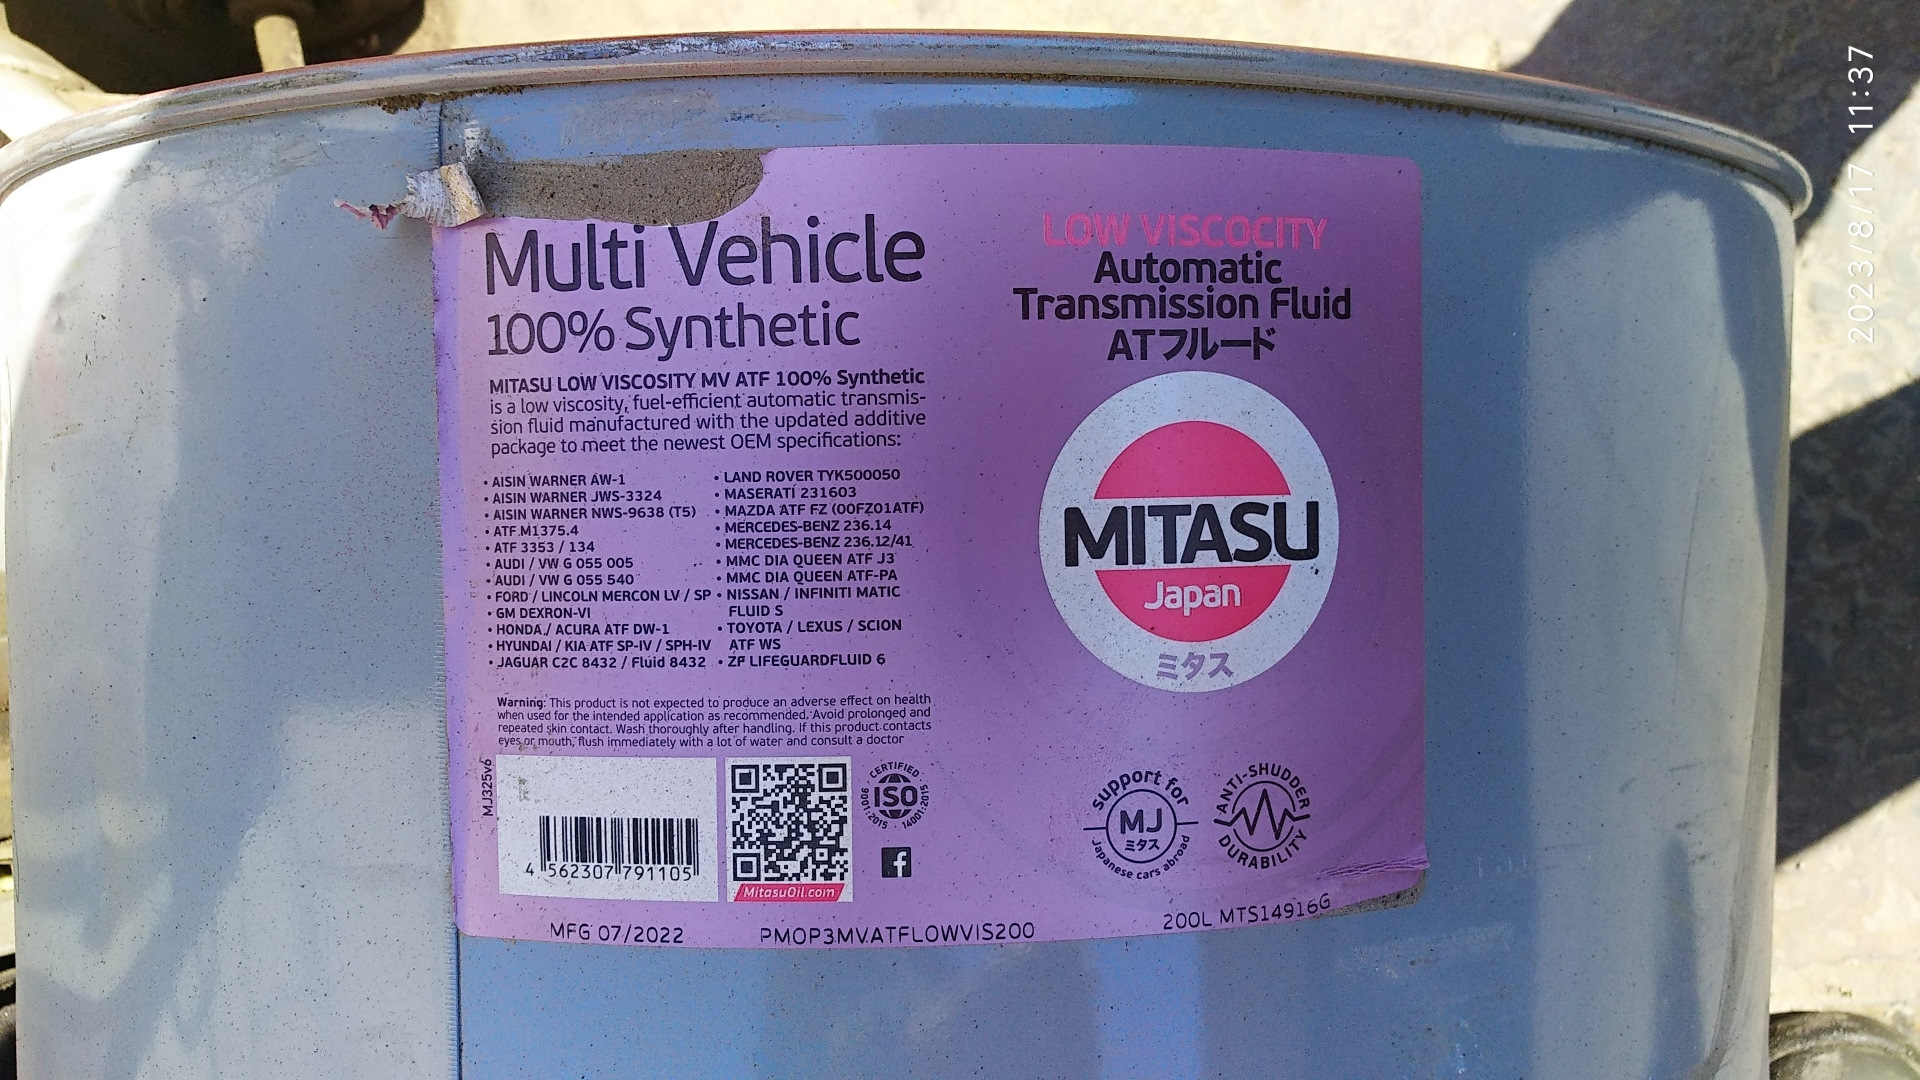 Multi Vehicle
100% Synthetic
MITASU LOW VISCOSITY MV ATF 100% Synthetic
is a low viscosity, fuel-efficient automatic transmis-
sion fluid manufactured with the updated additive
package to meet the newest OEM specifications:
• AISIN WARNER AW-1
• AISIN WARNER JWS-3324
• AISIN WARNER NWS-9638 (T5)
• ATF M1375.4
• ATF 3353 / 134
• AUDI / VW G 055 005
• AUDI / VW G 055 540
• FORD / LINCOLN MERCON LV / SP
• GM DEXRON-VI
• HONDA / ACURA ATF DW-1
• HYUNDAI / KIA ATF SP-IV / SPH-IV
• JAGUAR C2C 8432 / Fluid 8432
• LAND ROVER TYK500050
• MASERATI 231603
• MAZDA ATF FZ (00FZ01ATF)
• MERCEDES-BENZ 236.14
• MERCEDES-BENZ 236.12/41
• MMC DIA QUEEN ATF J3
• MMC DIA QUEEN ATF-PA
• NISSAN / INFINITI MATIC
FLUID S
• TOYOTA / LEXUS / SCION
ATF WS
• ZF LIFEGUARDFLUID 6
Warning: This product is not expected to produce an adverse effect on health
when used for the intended application as recommended. Avoid prolonged and
repeated skin contact. Wash thoroughly after handling. If this product contacts
eyes or mouth, flush immediately with a lot of water and consult a doctor
MJ325v6
4 562307 791105
MitasuOil.com
CERTIFIED
ISO
9001:2015 · 14001:2015
f
MFG 07/2022
PMOP3MVATFLOWVIS200
LOW VISCOCITY
Automatic
Transmission Fluid
ATフルード
MITASU
Japan
ミタス
support for
MJ
ミタス
Japanese cars abroad
ANTI-SHUDDER
DURABILITY
200L MTS14916G
2023/8/17 11:37